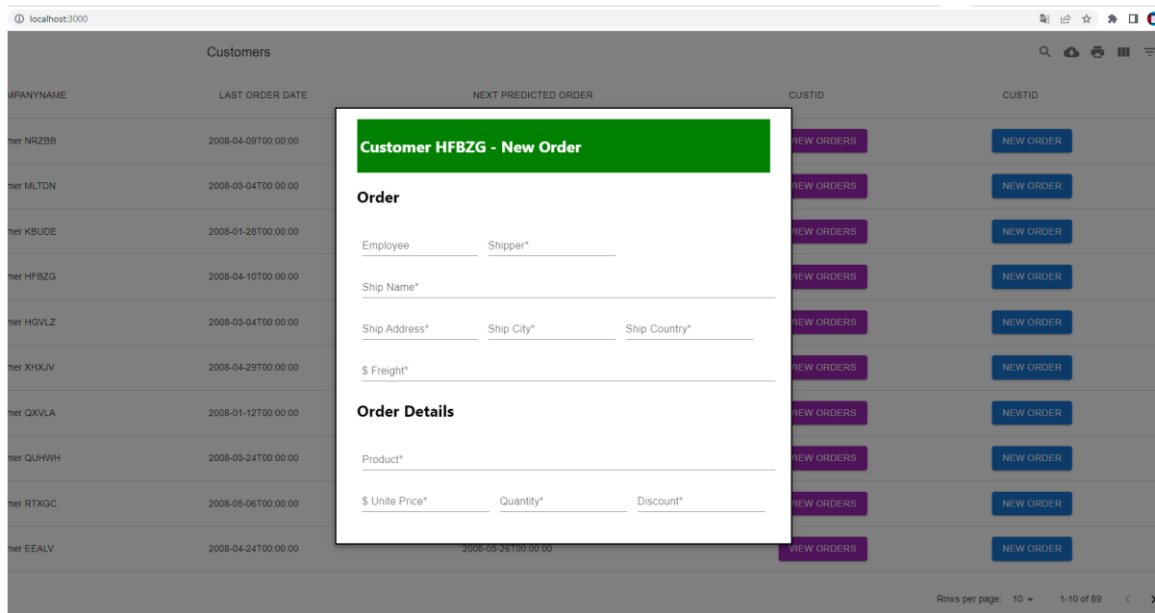 localhost:3000
Customers
MPANYNAME LAST ORDER DATE NEXT PREDICTED ORDER CUSTID CUSTID
Customer HFBZG - New Order
mer NRZBB 2008-04-09T00:00:00 VIEW ORDERS NEW ORDER
mer MLTDN 2008-03-04T00:00:00 VIEW ORDERS NEW ORDER
Order
mer KBUDE 2008-01-28T00:00:00 VIEW ORDERS NEW ORDER
Employee Shipper*
mer HFBZG 2008-04-10T00:00:00 VIEW ORDERS NEW ORDER
Ship Name*
mer HGVLZ 2008-03-04T00:00:00 VIEW ORDERS NEW ORDER
Ship Address* Ship City* Ship Country*
mer XHXJV 2008-04-29T00:00:00 VIEW ORDERS NEW ORDER
$ Freight*
mer QXVLA 2008-01-12T00:00:00 VIEW ORDERS NEW ORDER
Order Details
mer QUHWH 2008-03-24T00:00:00 VIEW ORDERS NEW ORDER
Product*
mer RTXGC 2008-05-06T00:00:00 VIEW ORDERS NEW ORDER
$ Unite Price* Quantity* Discount*
mer EEALV 2008-04-24T00:00:00 2008-05-26T00:00:00 VIEW ORDERS NEW ORDER
Rows per page: 10 1-10 of 89